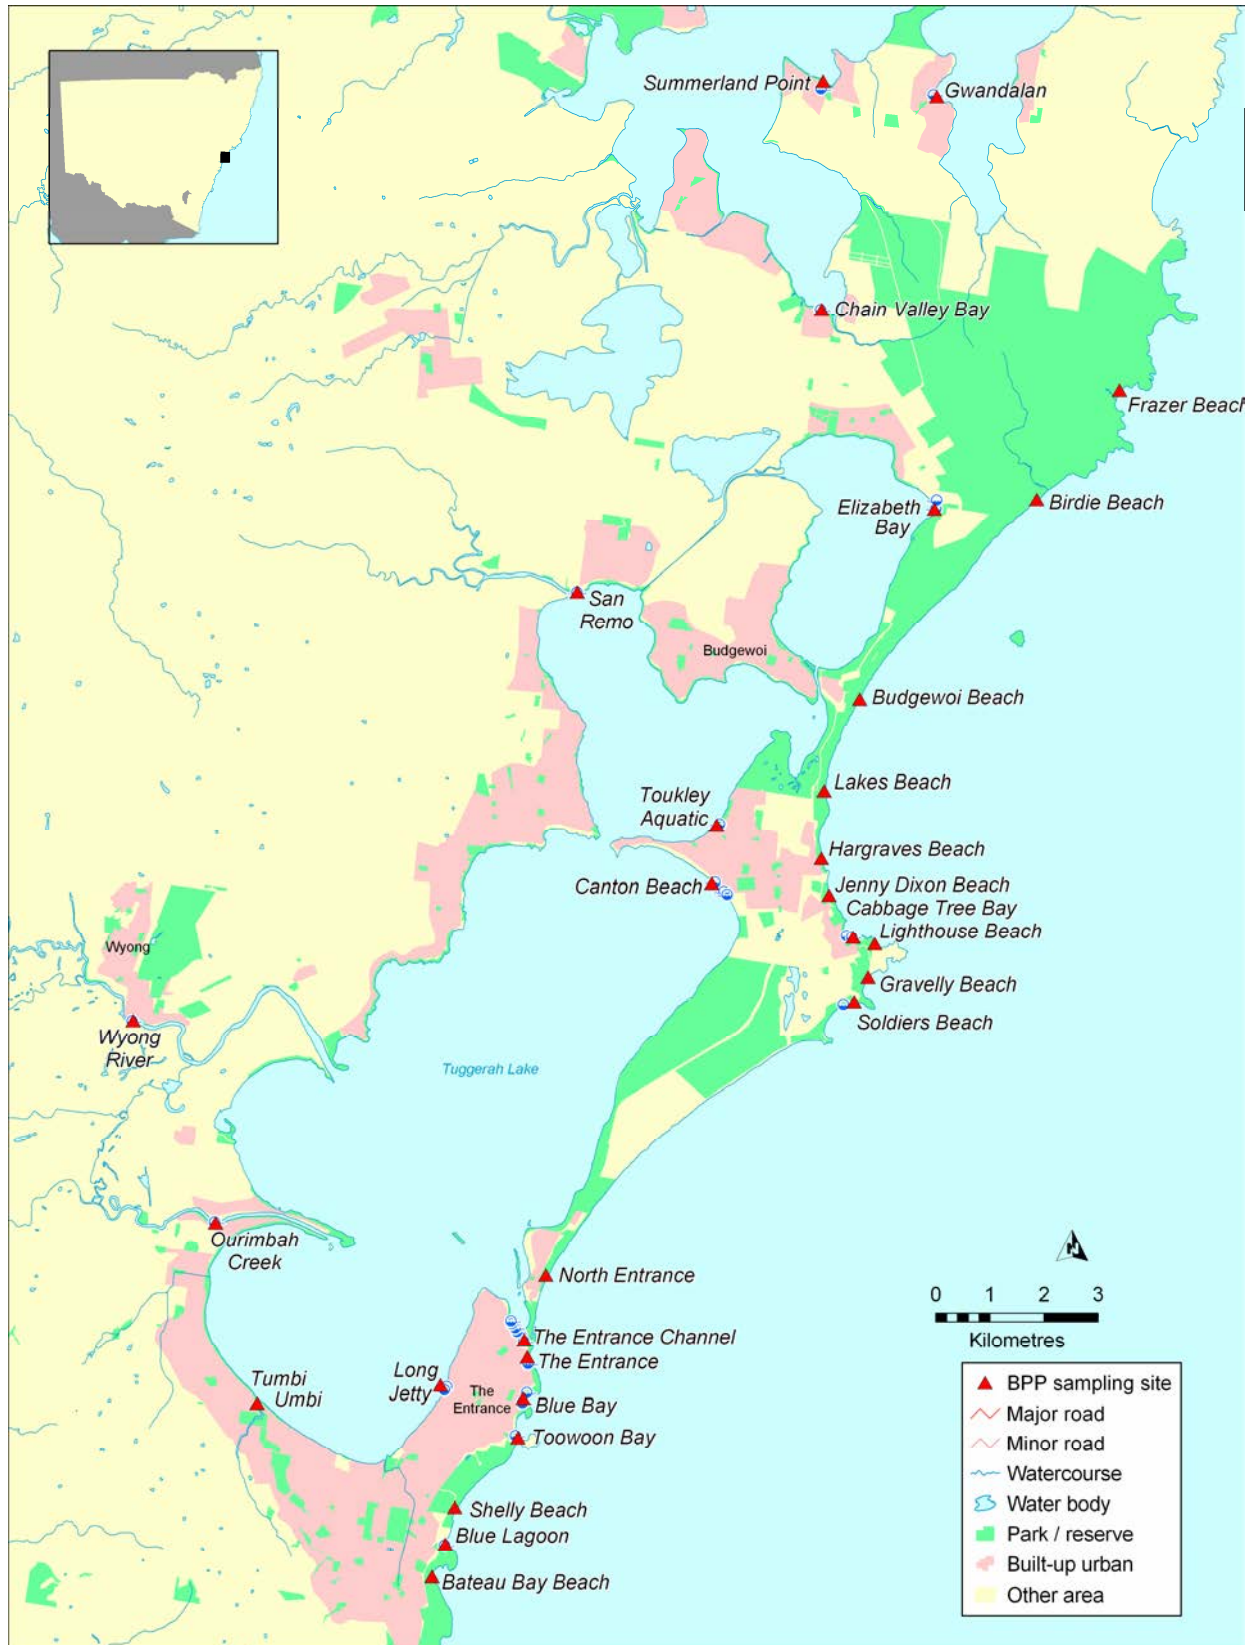 Summerland Point
Gwandalan
Chain Valley Bay
Frazer Beach
Elizabeth
Bay
Birdie Beach
San
Remo
Budgewoi
Budgewoi Beach
Lakes Beach
Toukley
Aquatic
Hargraves Beach
Canton Beach
Jenny Dixon Beach
Cabbage Tree Bay
Lighthouse Beach
Wyong
Gravelly Beach
Soldiers Beach
Wyong
River
Tuggerah Lake
Ourimbah
Creek
North Entrance
The Entrance Channel
The Entrance
Long
Jetty
Tumbi
Umbi
The
Entrance
Blue Bay
Toowoon Bay
Shelly Beach
Blue Lagoon
Bateau Bay Beach
N
0 1 2 3
Kilometres
BPP sampling site
Major road
Minor road
Watercourse
Water body
Park / reserve
Built-up urban
Other area